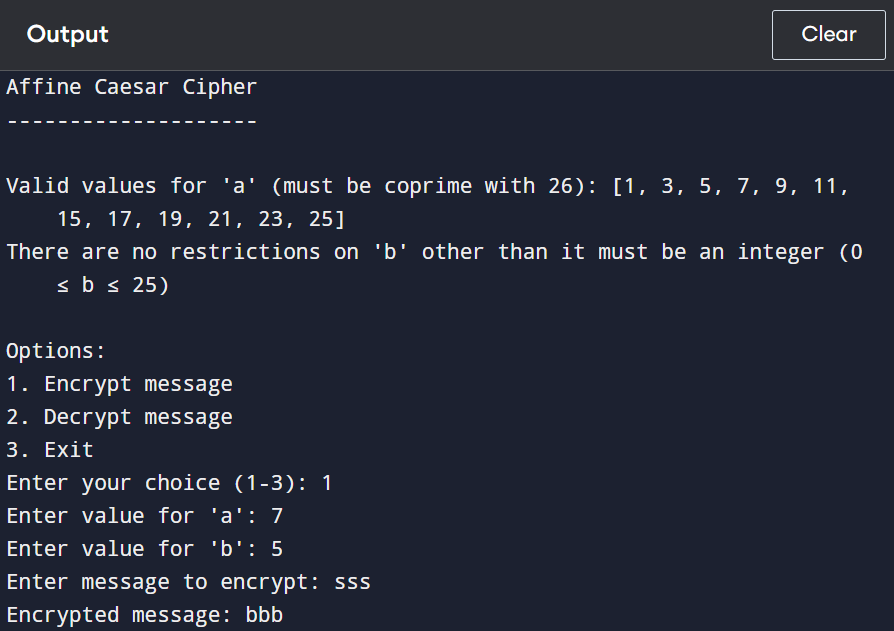 Output
Clear
Affine Caesar Cipher
--------------------
Valid values for 'a' (must be coprime with 26): [1, 3, 5, 7, 9, 11,
15, 17, 19, 21, 23, 25]
There are no restrictions on 'b' other than it must be an integer (0
≤ b ≤ 25)
Options:
1. Encrypt message
2. Decrypt message
3. Exit
Enter your choice (1-3): 1
Enter value for 'a': 7
Enter value for 'b': 5
Enter message to encrypt: sss
Encrypted message: bbb